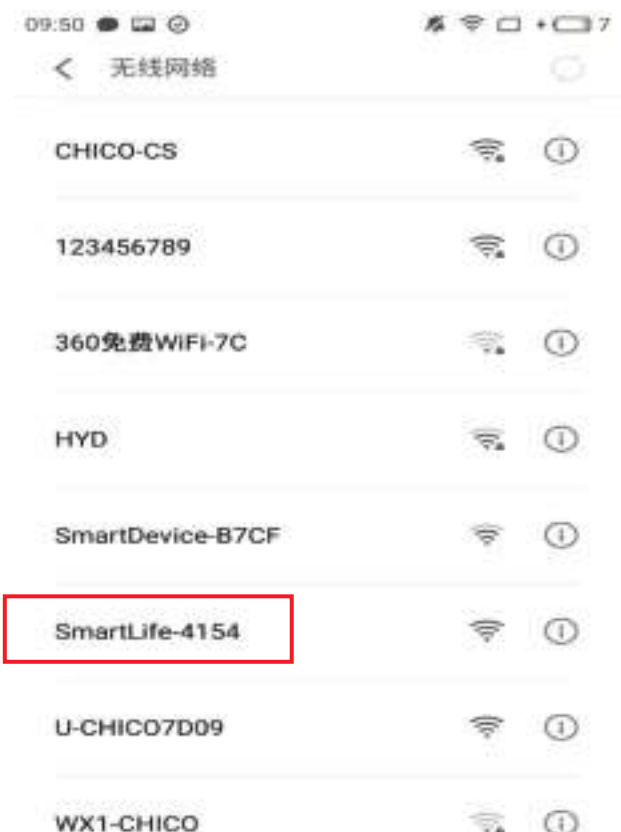 09:50 7
无线网络
CHICO-CS
123456789
360免费WiFi-7C
HYD
SmartDevice-B7CF
SmartLife-4154
U-CHICO7D09
WX1-CHICO